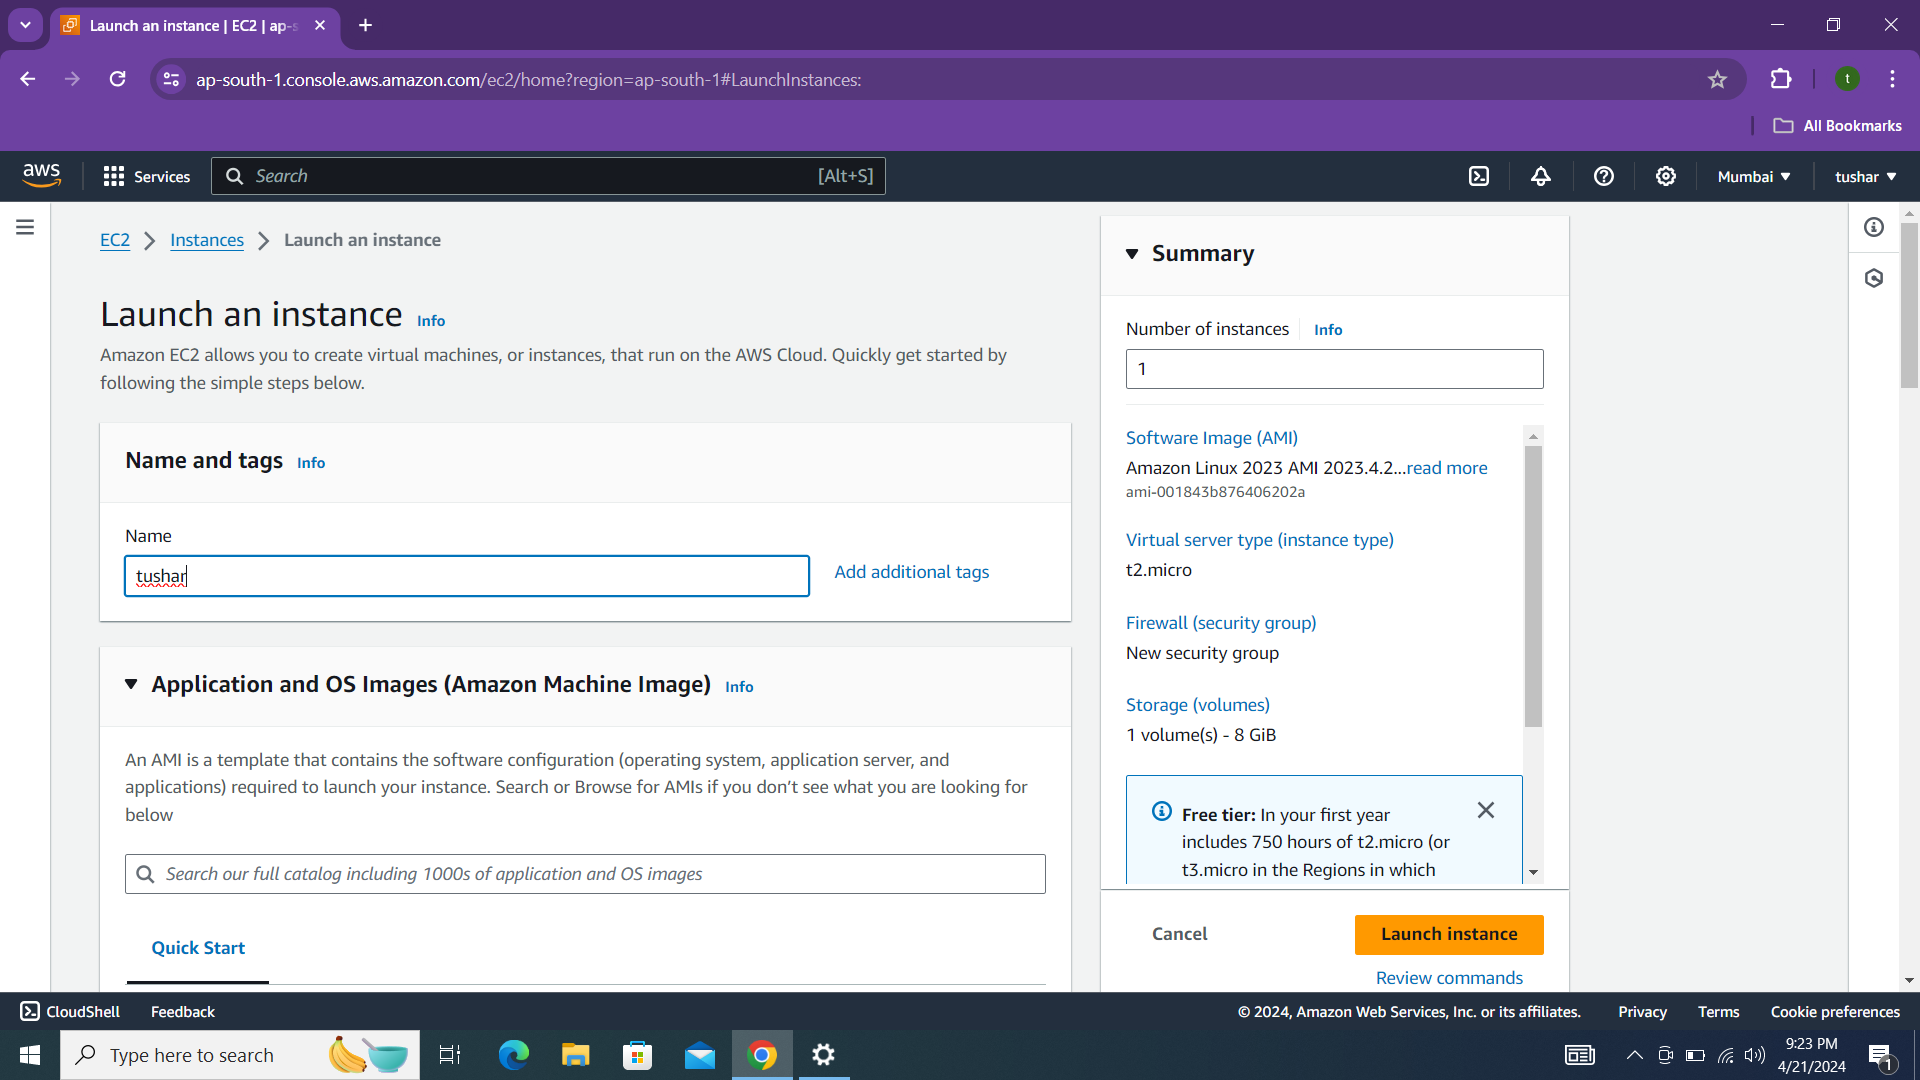 Launch an instance | EC2 | ap-s
ap-south-1.console.aws.amazon.com/ec2/home?region=ap-south-1#LaunchInstances:
t
All Bookmarks
aws
Services
Search
[Alt+S]
Mumbai
tushar
EC2
Instances
Launch an instance
Launch an instance Info
Amazon EC2 allows you to create virtual machines, or instances, that run on the AWS Cloud. Quickly get started by
following the simple steps below.
Name and tags Info
Name
tushar
Add additional tags
Application and OS Images (Amazon Machine Image) Info
An AMI is a template that contains the software configuration (operating system, application server, and
applications) required to launch your instance. Search or Browse for AMIs if you don’t see what you are looking for
below
Search our full catalog including 1000s of application and OS images
Quick Start
Summary
Number of instances Info
1
Software Image (AMI)
Amazon Linux 2023 AMI 2023.4.2...read more
ami-001843b876406202a
Virtual server type (instance type)
t2.micro
Firewall (security group)
New security group
Storage (volumes)
1 volume(s) - 8 GiB
Free tier: In your first year
includes 750 hours of t2.micro (or
t3.micro in the Regions in which
Cancel
Launch instance
Review commands
CloudShell
Feedback
© 2024, Amazon Web Services, Inc. or its affiliates.
Privacy
Terms
Cookie preferences
Type here to search
9:23 PM
4/21/2024
1